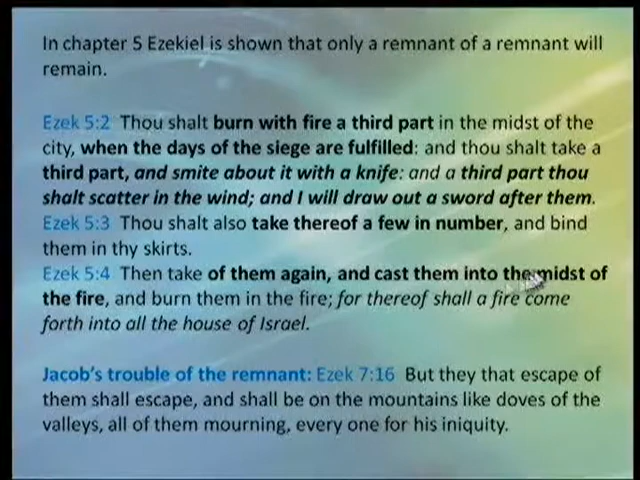 In chapter 5 Ezekiel is shown that only a remnant of a remnant will
remain.
Ezek 5:2 Thou shalt burn with fire a third part in the midst of the
city, when the days of the siege are fulfilled: and thou shalt take a
third part, and smite about it with a knife: and a third part thou
shalt scatter in the wind; and I will draw out a sword after them.
Ezek 5:3 Thou shalt also take thereof a few in number, and bind
them in thy skirts.
Ezek 5:4 Then take of them again, and cast them into the midst of
the fire, and burn them in the fire; for thereof shall a fire come
forth into all the house of Israel.
Jacob's trouble of the remnant: Ezek 7:16 But they that escape of
them shall escape, and shall be on the mountains like doves of the
valleys, all of them mourning, every one for his iniquity.